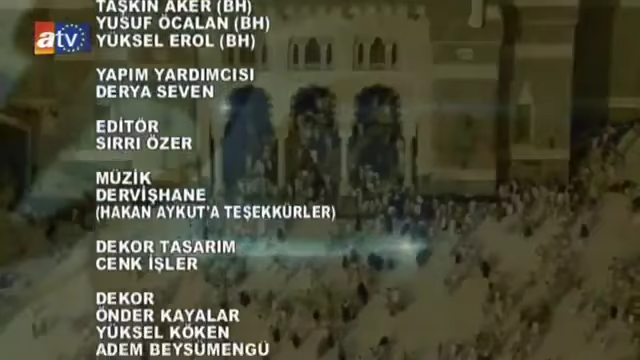 TAŞKIN AKER (BH)
YUSUF ÖCALAN (BH)
YÜKSEL EROL (BH)
atv
YAPIM YARDIMCISI
DERYA SEVEN
EDİTÖR
SIRRI ÖZER
MÜZİK
DERVİŞHANE
(HAKAN AYKUT'A TEŞEKKÜRLER)
DEKOR TASARIM
CENK İŞLER
DEKOR
ÖNDER KAYALAR
YÜKSEL KÖKEN
ADEM BEYSÜMENGÜ